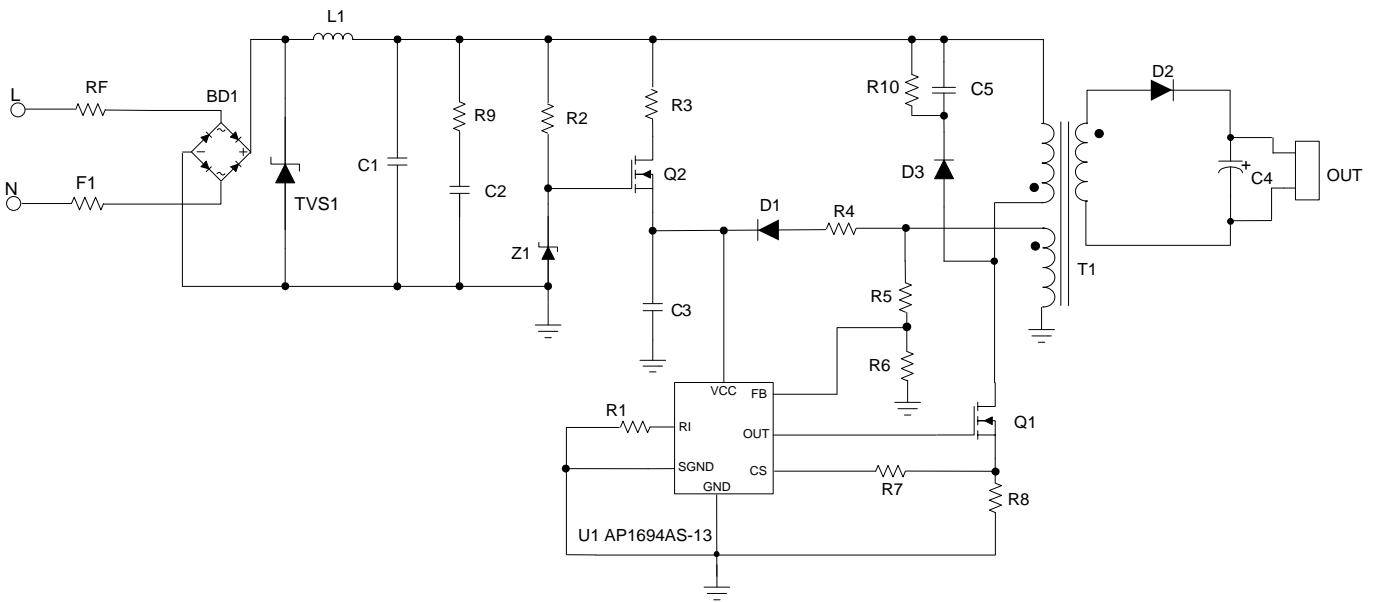 L1
L
RF
BD1
R9
R2
R3
R10
C5
D2
C1
C2
Q2
D3
+
C4
OUT
N
F1
TVS1
Z1
D1
R4
T1
C3
R5
R6
VCC
FB
R1
RI
OUT
Q1
SGND
CS
GND
R7
R8
U1 AP1694AS-13